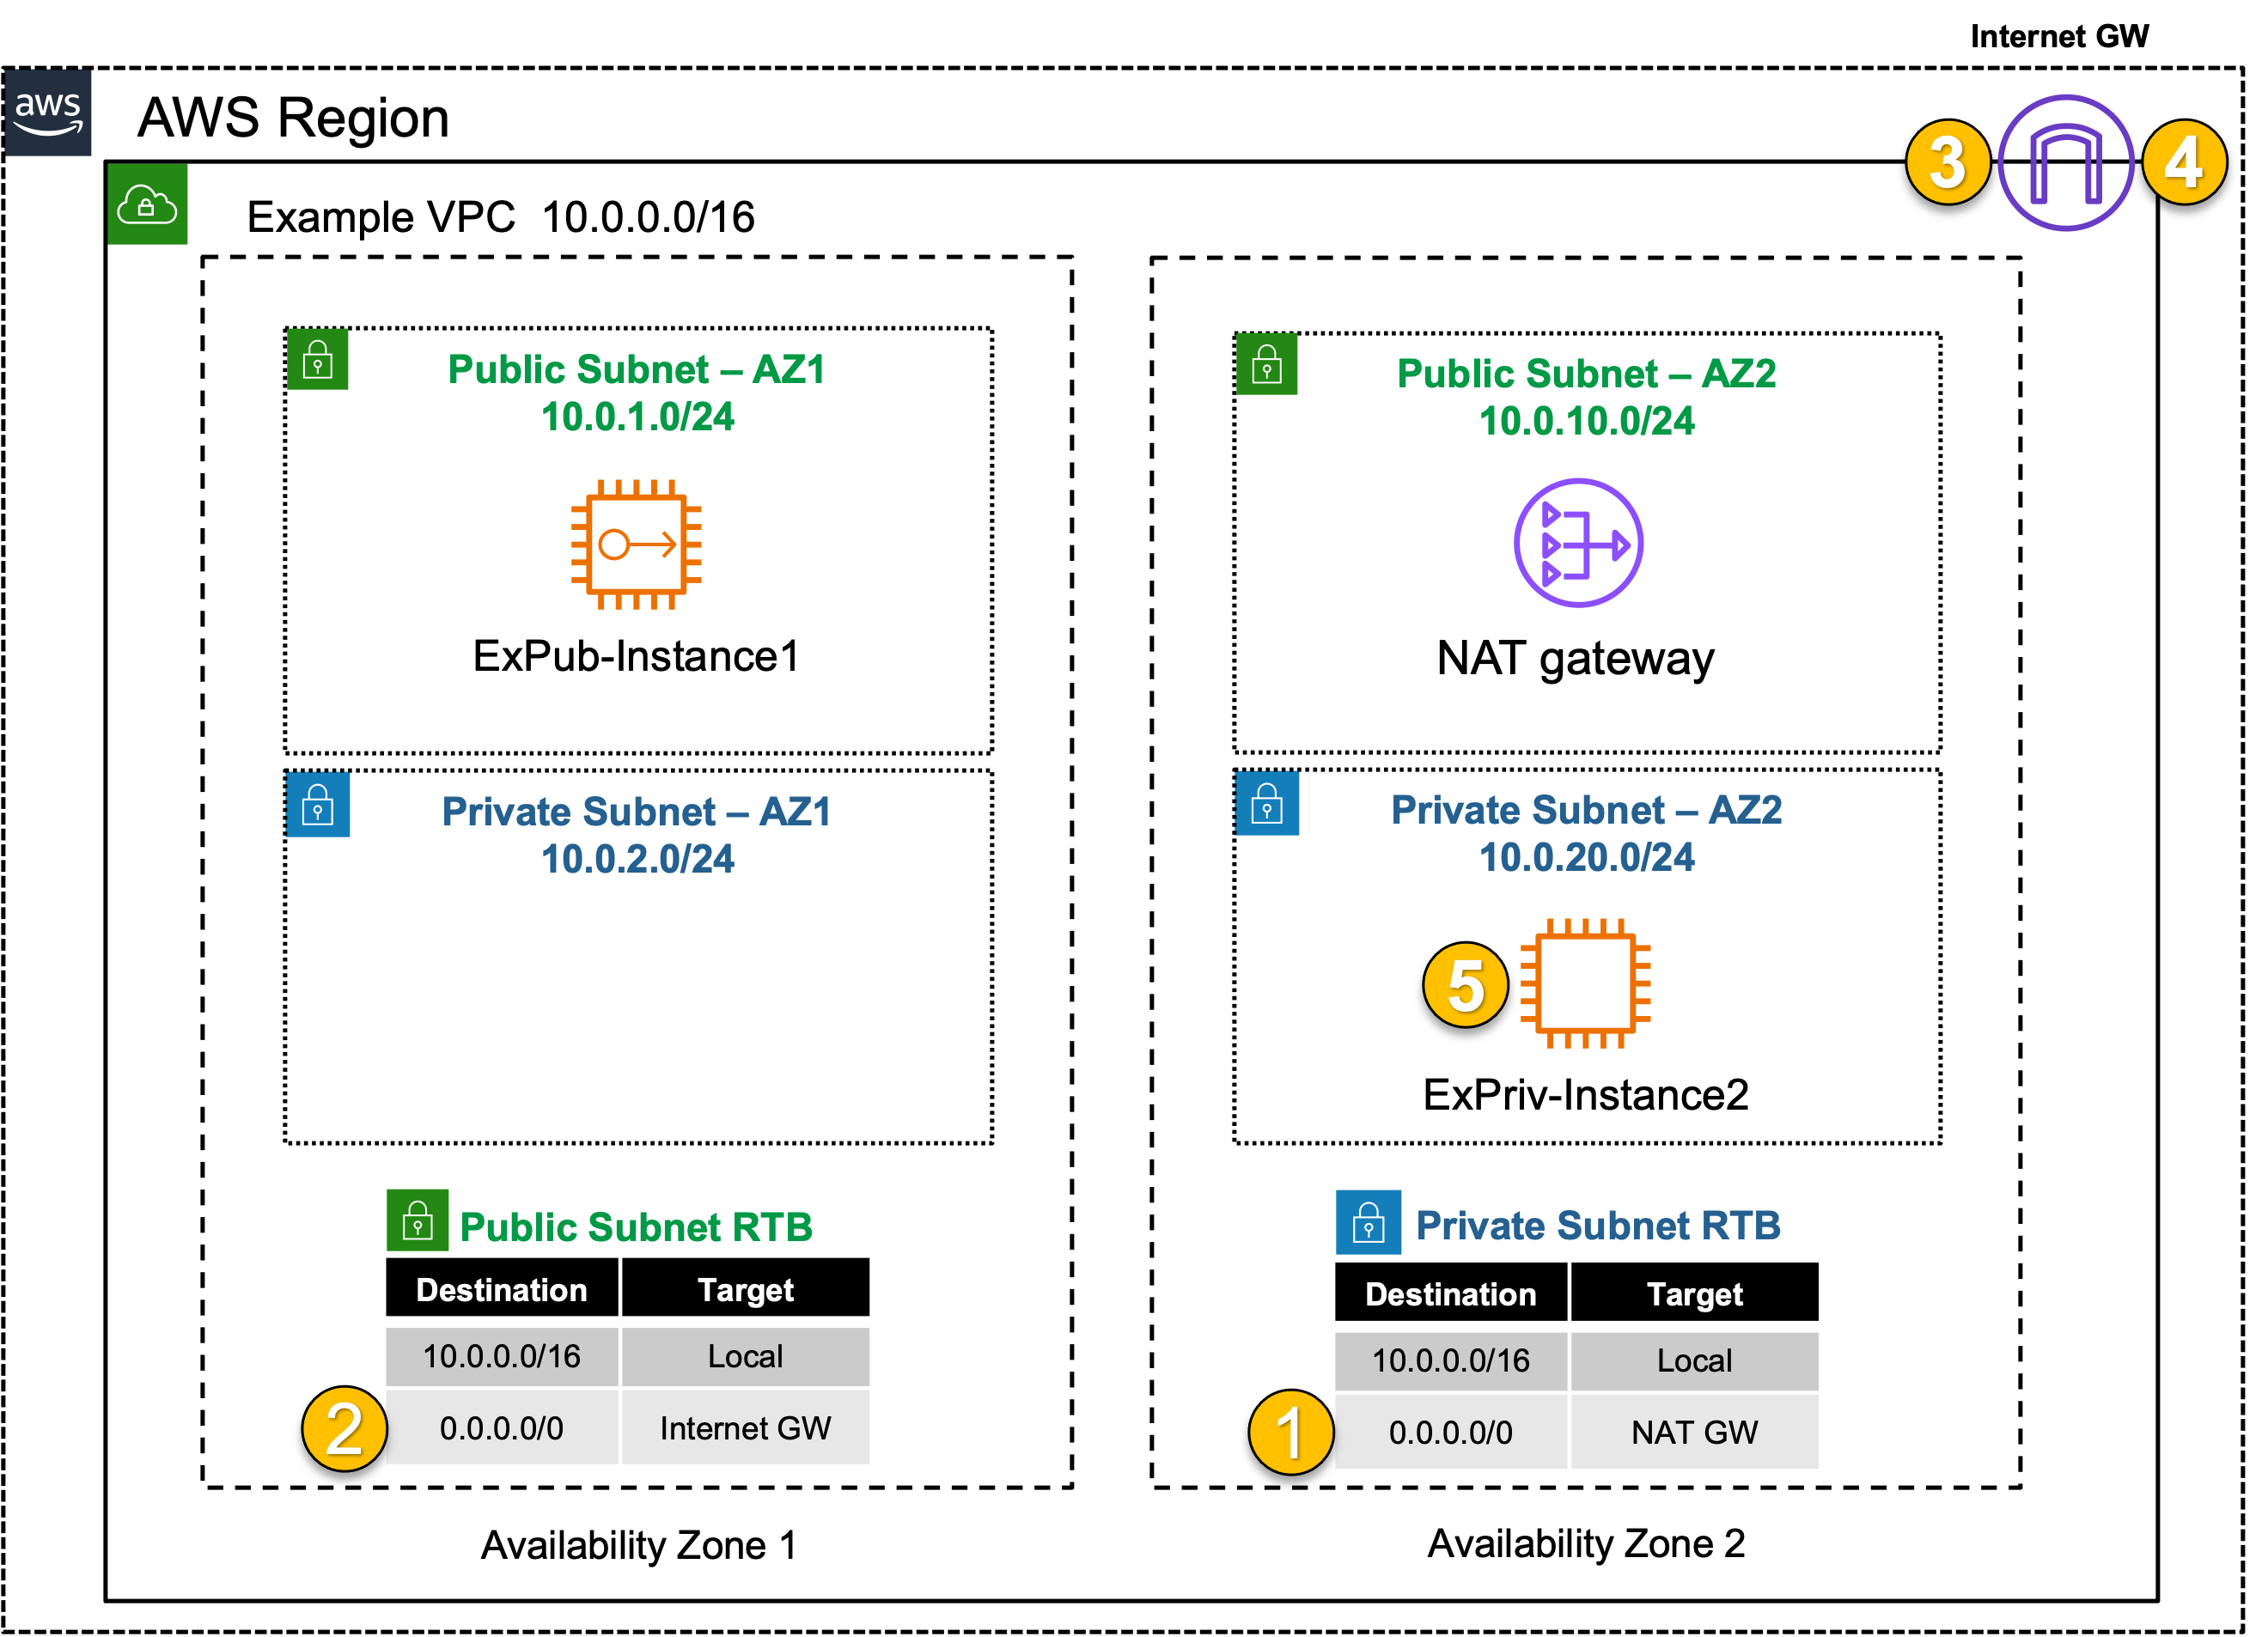 Internet GW
aws
AWS Region
3
4
Example VPC 10.0.0.0/16
Public Subnet – AZ1
10.0.1.0/24
ExPub-Instance1
Private Subnet – AZ1
10.0.2.0/24
Public Subnet RTB
Destination Target
10.0.0.0/16 Local
2 0.0.0.0/0 Internet GW
Availability Zone 1
Public Subnet – AZ2
10.0.10.0/24
NAT gateway
Private Subnet – AZ2
10.0.20.0/24
5
ExPriv-Instance2
Private Subnet RTB
Destination Target
10.0.0.0/16 Local
1 0.0.0.0/0 NAT GW
Availability Zone 2